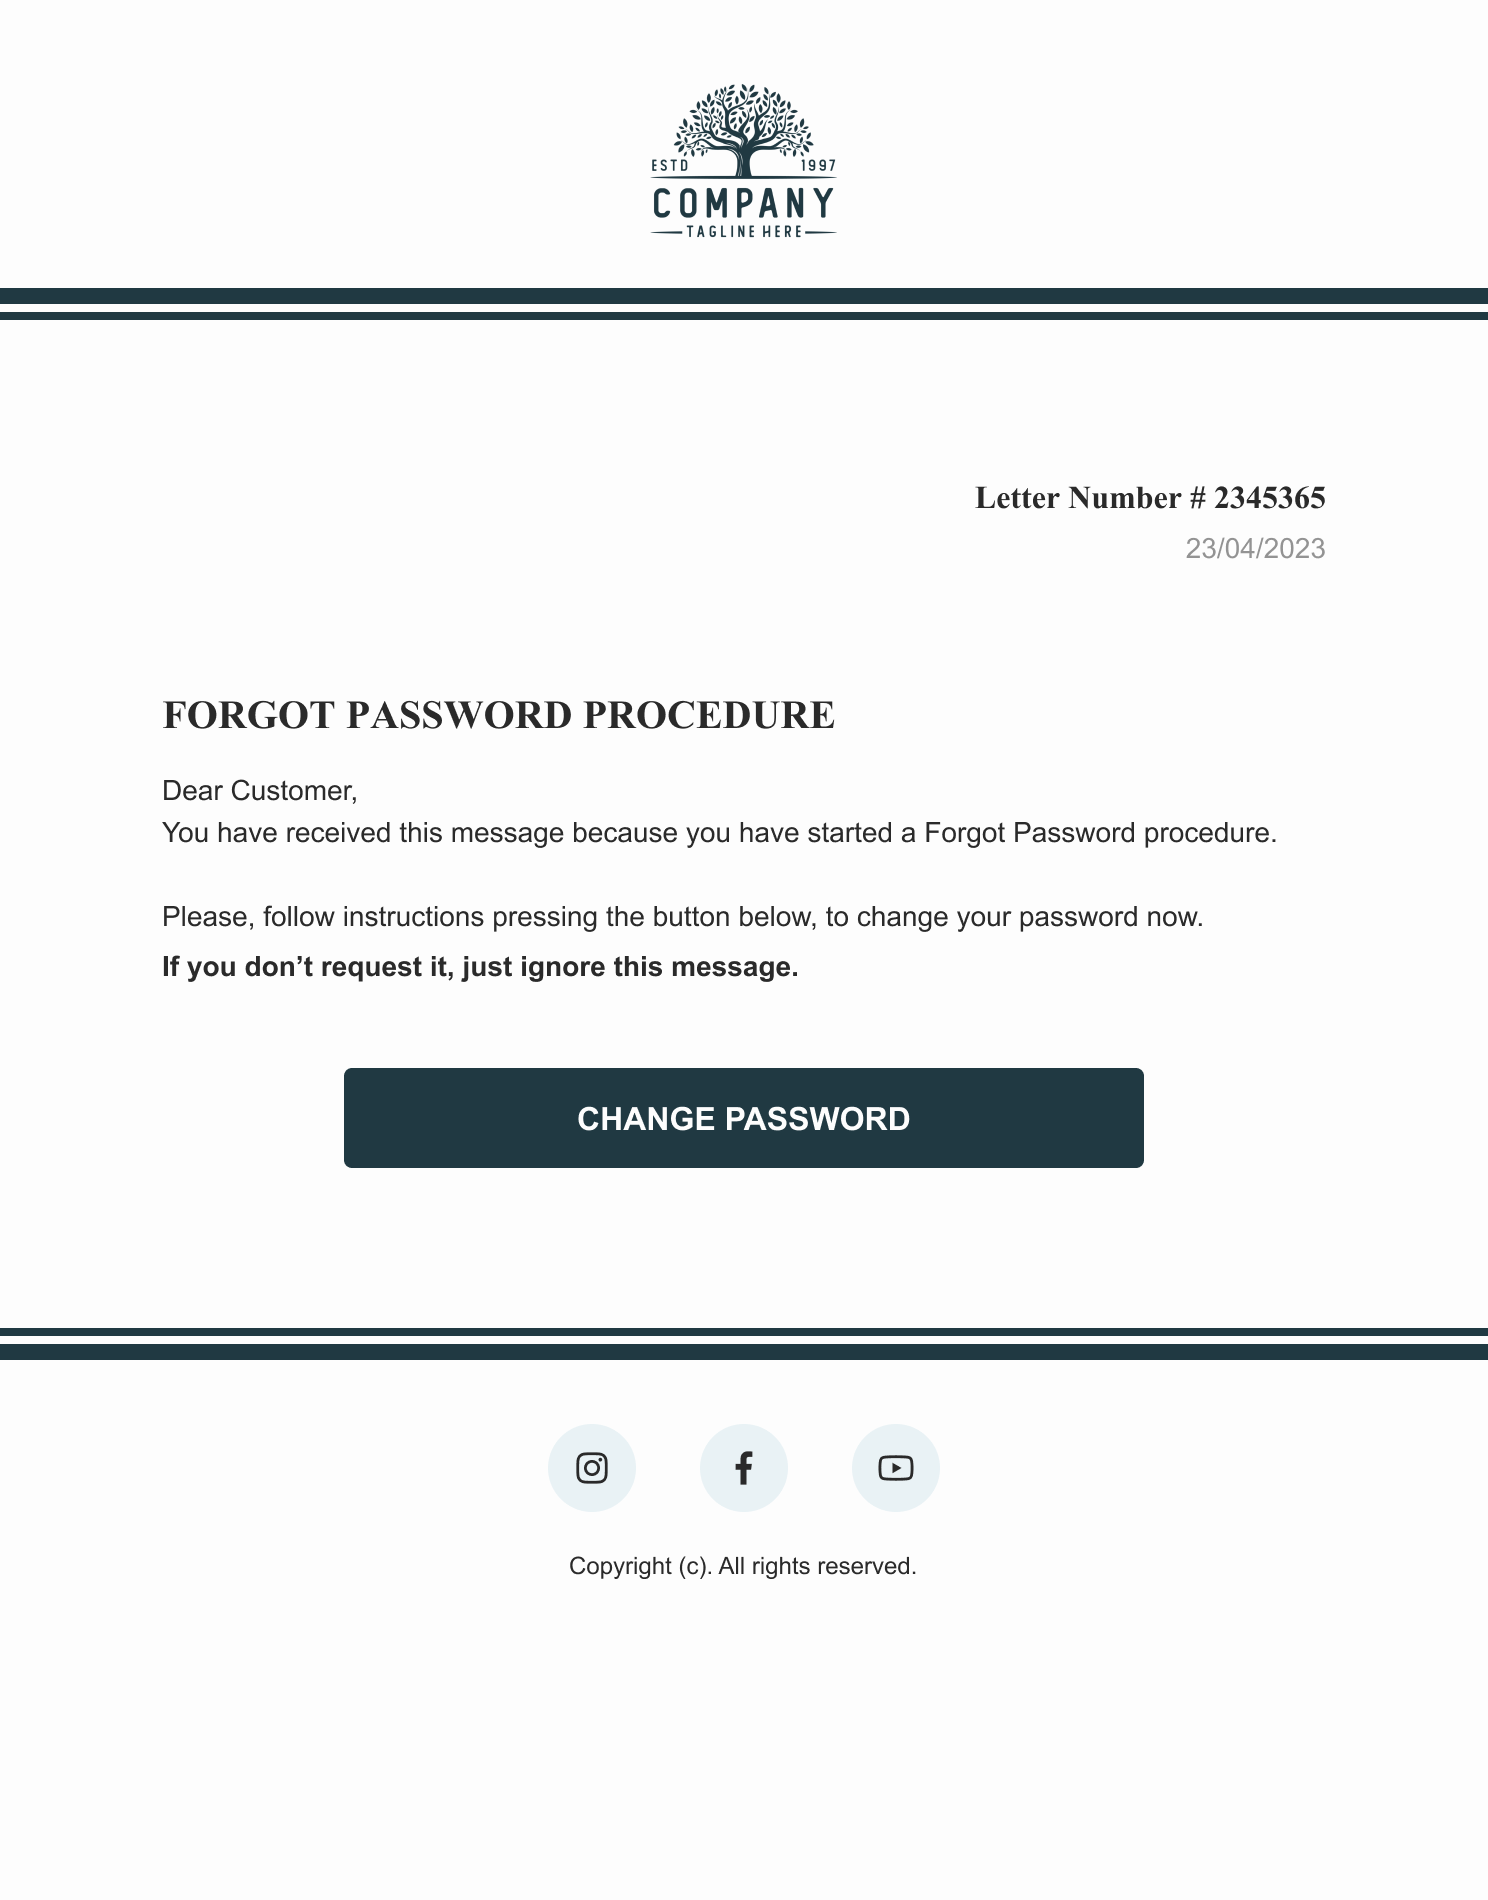 ESTD 1997
COMPANY
TAGLINE HERE
Letter Number # 2345365
23/04/2023
FORGOT PASSWORD PROCEDURE
Dear Customer,
You have received this message because you have started a Forgot Password procedure.
Please, follow instructions pressing the button below, to change your password now.
If you don’t request it, just ignore this message.
CHANGE PASSWORD
Copyright (c). All rights reserved.